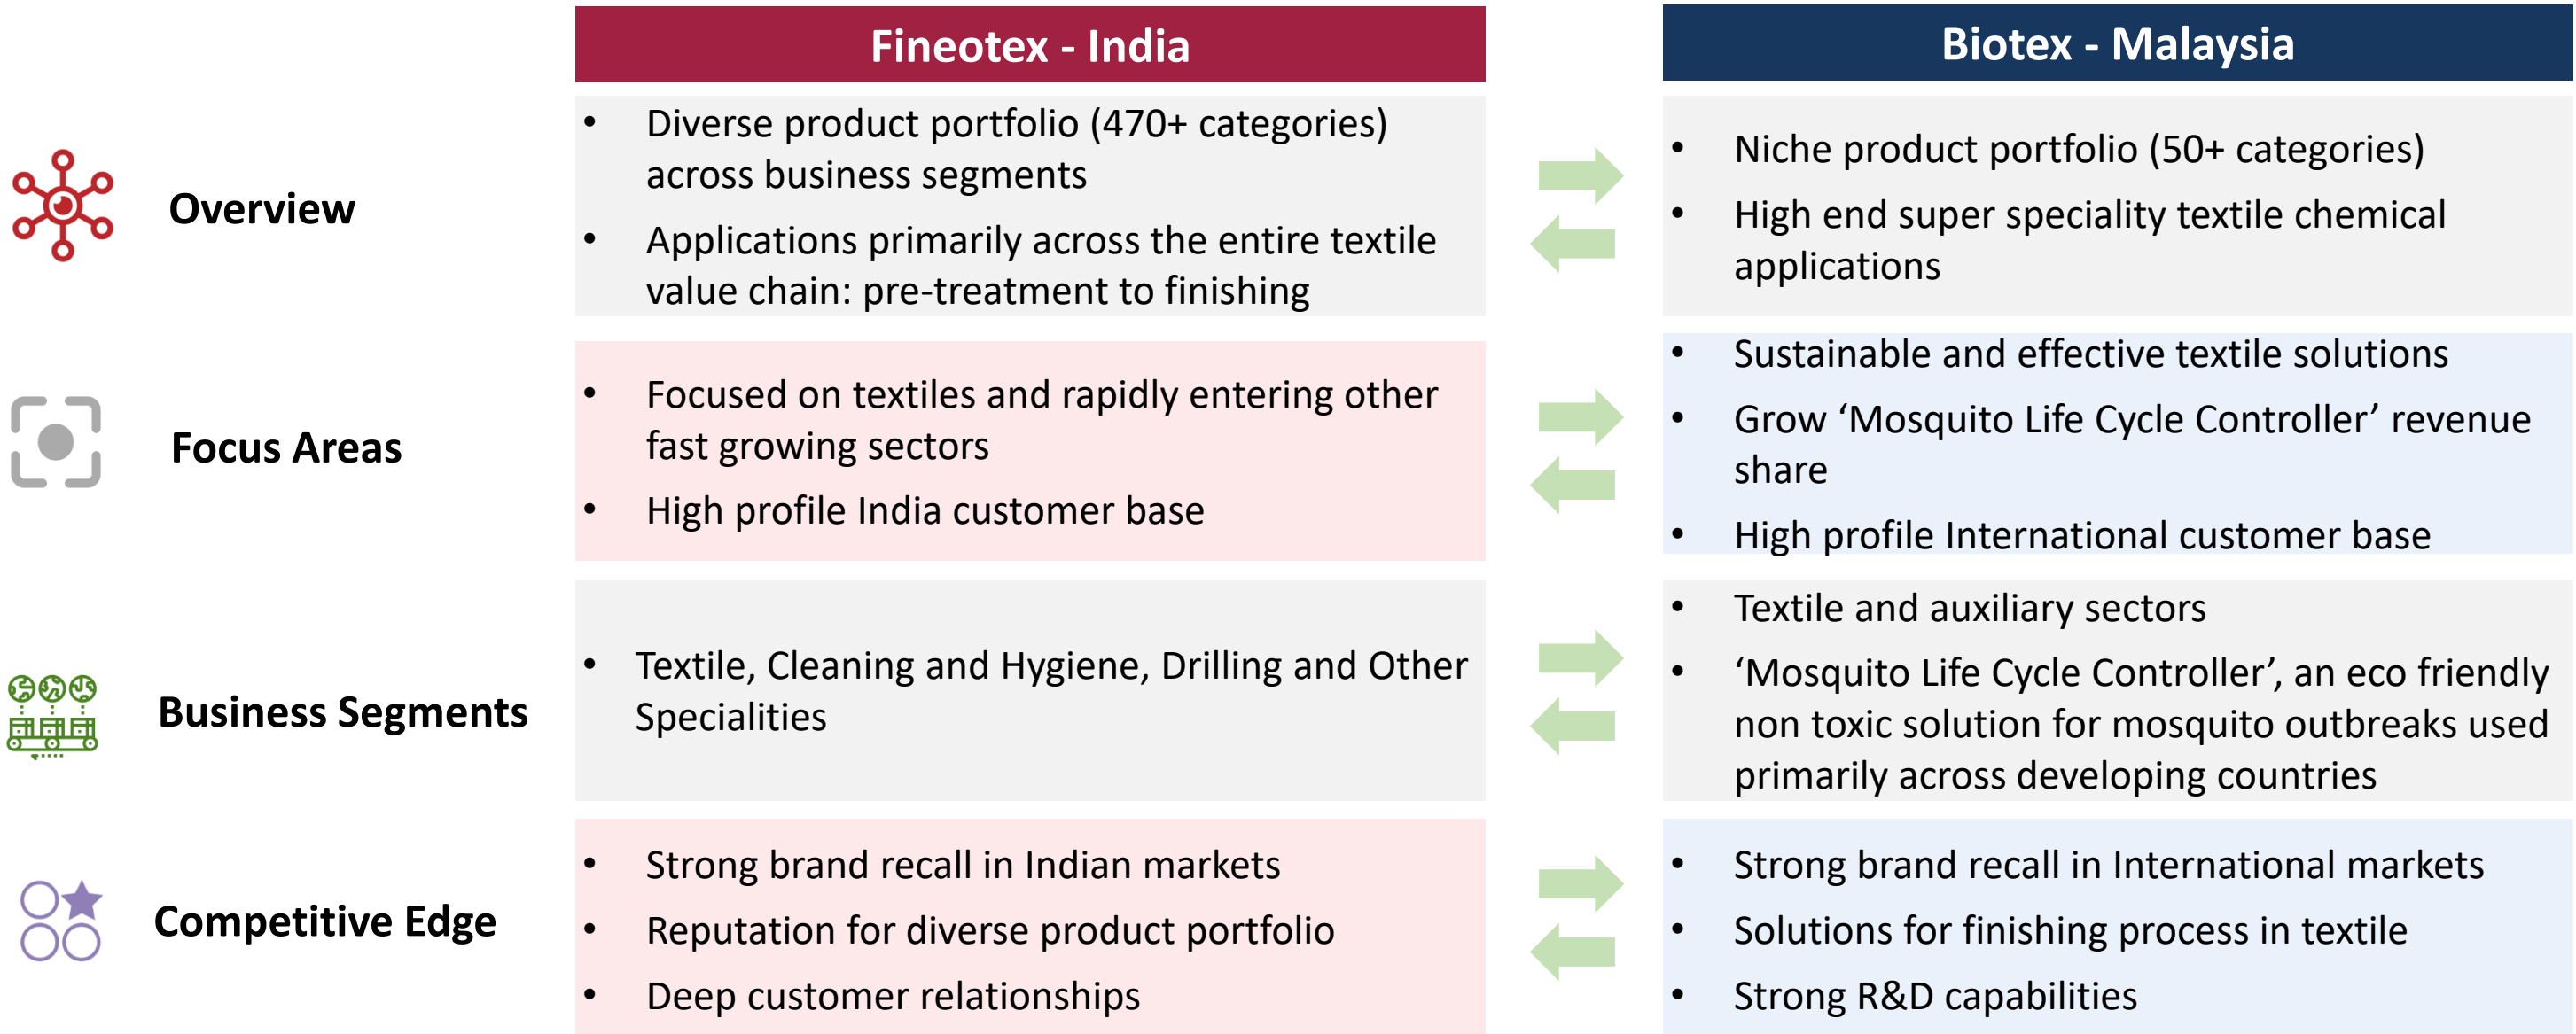 Fineotex - India
Biotex - Malaysia
Overview
• Diverse product portfolio (470+ categories)
across business segments
• Applications primarily across the entire textile
value chain: pre-treatment to finishing
• Niche product portfolio (50+ categories)
• High end super speciality textile chemical
applications
Focus Areas
• Focused on textiles and rapidly entering other
fast growing sectors
• High profile India customer base
• Sustainable and effective textile solutions
• Grow ‘Mosquito Life Cycle Controller’ revenue
share
• High profile International customer base
Business Segments
• Textile, Cleaning and Hygiene, Drilling and Other
Specialities
• Textile and auxiliary sectors
• ‘Mosquito Life Cycle Controller’, an eco friendly
non toxic solution for mosquito outbreaks used
primarily across developing countries
Competitive Edge
• Strong brand recall in Indian markets
• Reputation for diverse product portfolio
• Deep customer relationships
• Strong brand recall in International markets
• Solutions for finishing process in textile
• Strong R&D capabilities